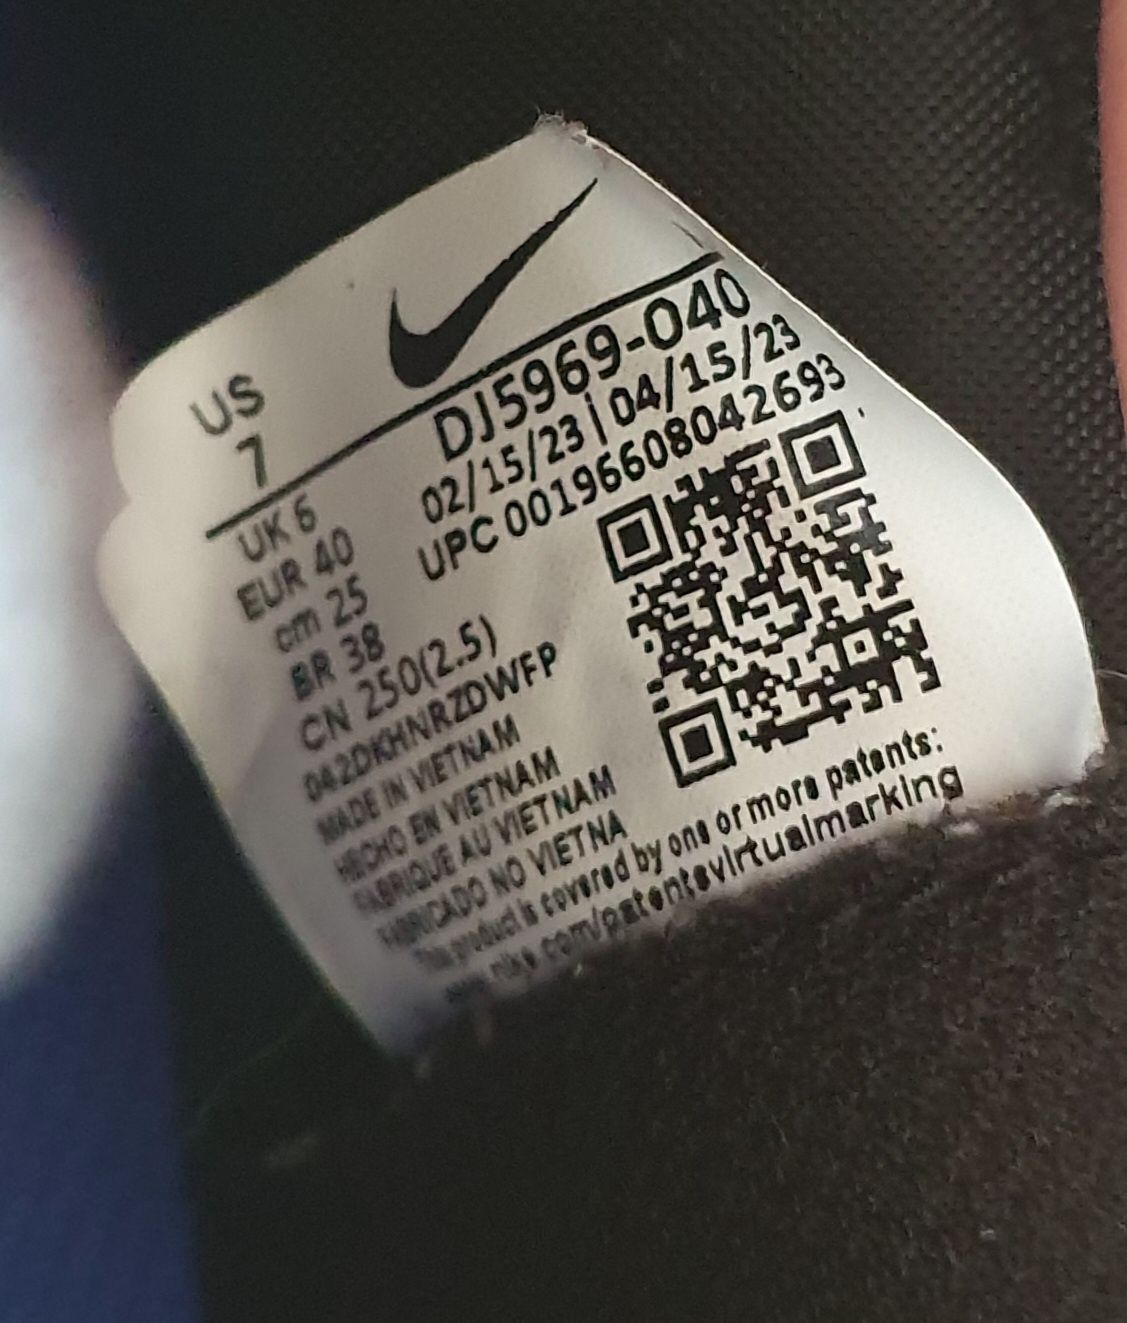 US
7
DJ5969-040
02/15/23 | 04/15/23
UPC 00196608042693
UK 6
EUR 40
cm 25
BR 38
CN 250(2.5)
042DKHNRZDWFP
MADE IN VIETNAM
HECHO EN VIETNAM
FABRIQUE AU VIETNAM
FABRICADO NO VIETNA
This product is covered by one or more patents:
nike.com/patentsvirtualmarking